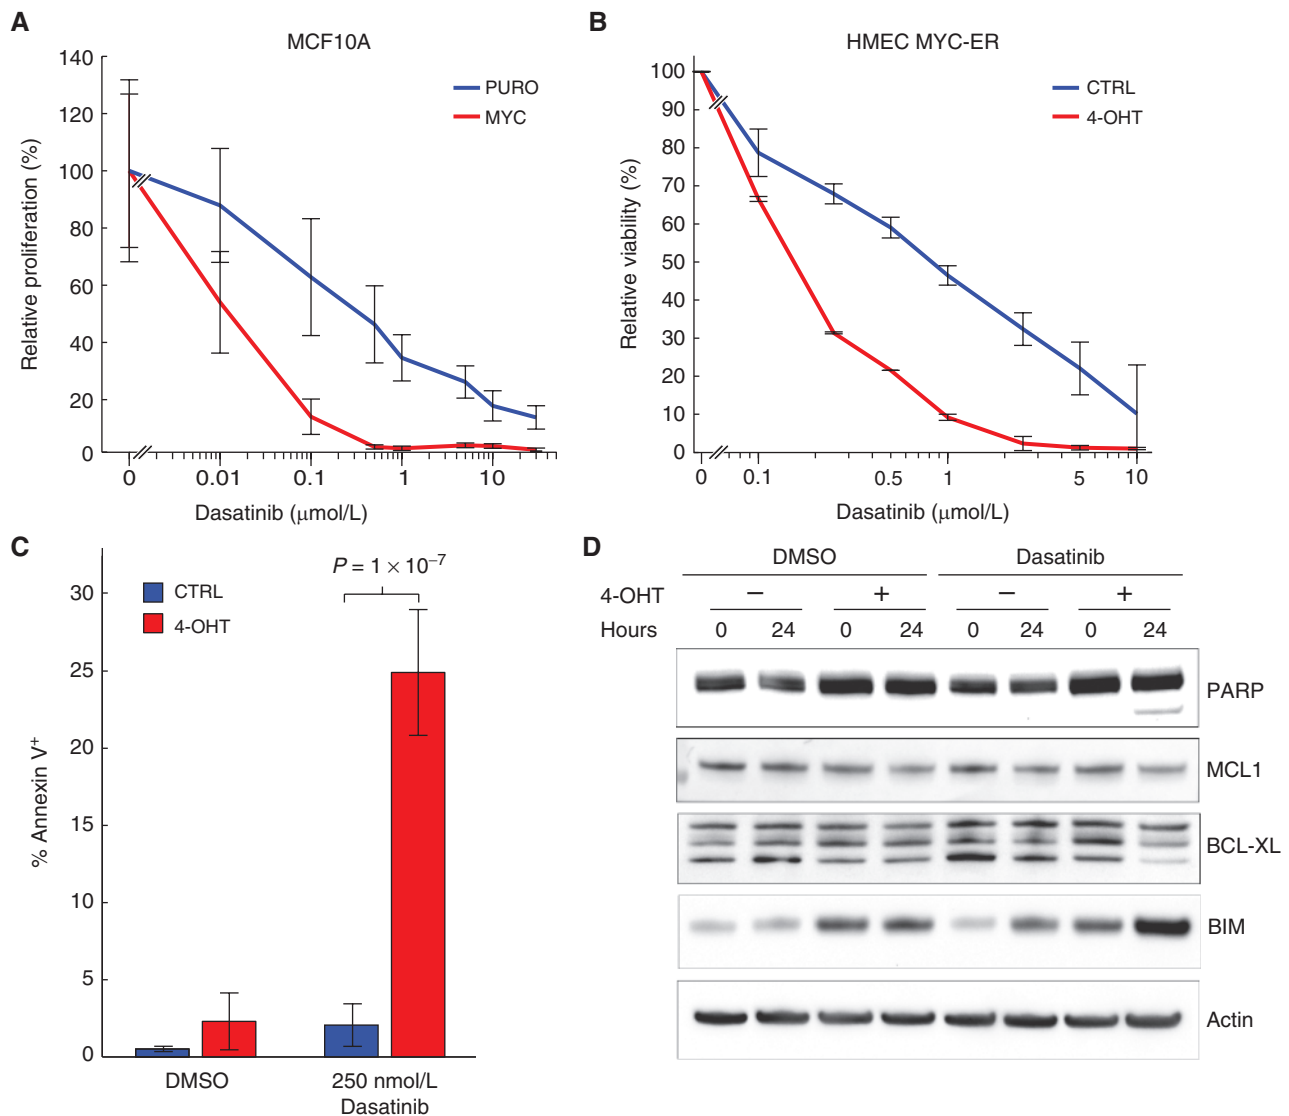 A
MCF10A
140
120
100
80
60
40
20
0
Relative proliferation (%)
PURO
MYC
0 0.01 0.1 1 10
Dasatinib (μmol/L)
B
HMEC MYC-ER
100
90
80
70
60
50
40
30
20
10
0
Relative viability (%)
CTRL
4-OHT
0 0.1 0.5 1 5 10
Dasatinib (μmol/L)
C
P = 1 × 10⁻⁷
30
25
20
15
10
5
0
% Annexin V⁺
CTRL
4-OHT
DMSO
250 nmol/L
Dasatinib
D
DMSO Dasatinib
4-OHT − + − +
Hours 0 24 0 24 0 24 0 24
PARP
MCL1
BCL-XL
BIM
Actin